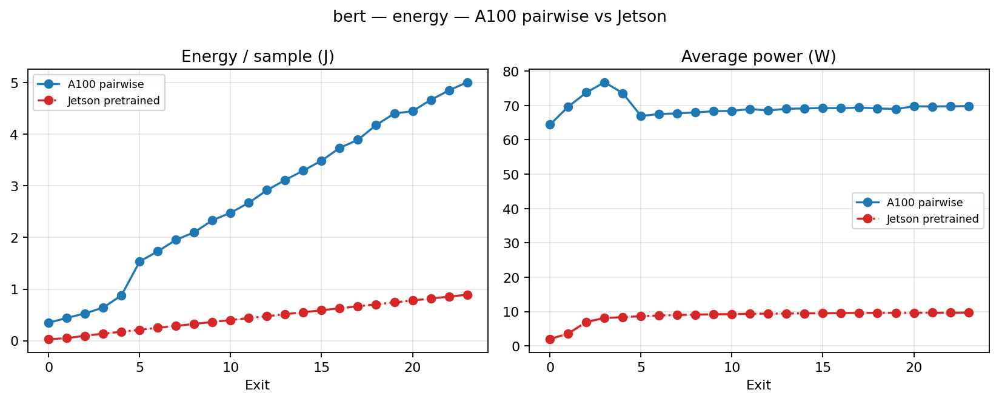 bert — energy — A100 pairwise vs Jetson
Energy / sample (J)
A100 pairwise
Jetson pretrained
5
4
3
2
1
0
0 5 10 15 20
Exit
Average power (W)
80
70
60
50
40
30
20
10
0
A100 pairwise
Jetson pretrained
0 5 10 15 20
Exit